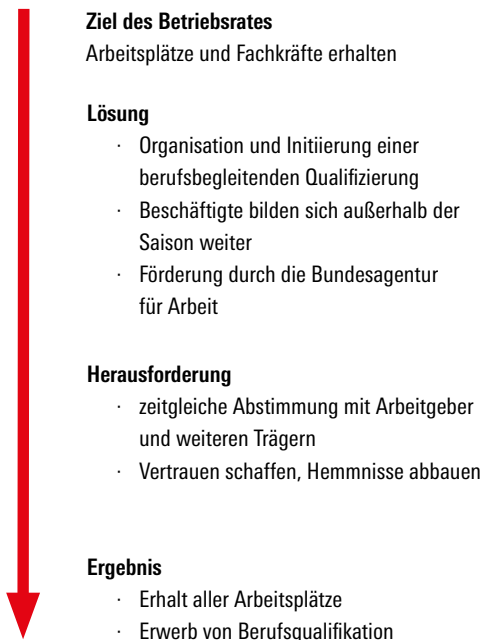 Ziel des Betriebsrates
Arbeitsplätze und Fachkräfte erhalten
Lösung
· Organisation und Initiierung einer
berufsbegleitenden Qualifizierung
· Beschäftigte bilden sich außerhalb der
Saison weiter
· Förderung durch die Bundesagentur
für Arbeit
Herausforderung
· zeitgleiche Abstimmung mit Arbeitgeber
und weiteren Trägern
· Vertrauen schaffen, Hemmnisse abbauen
Ergebnis
· Erhalt aller Arbeitsplätze
· Erwerb von Berufsqualifikation